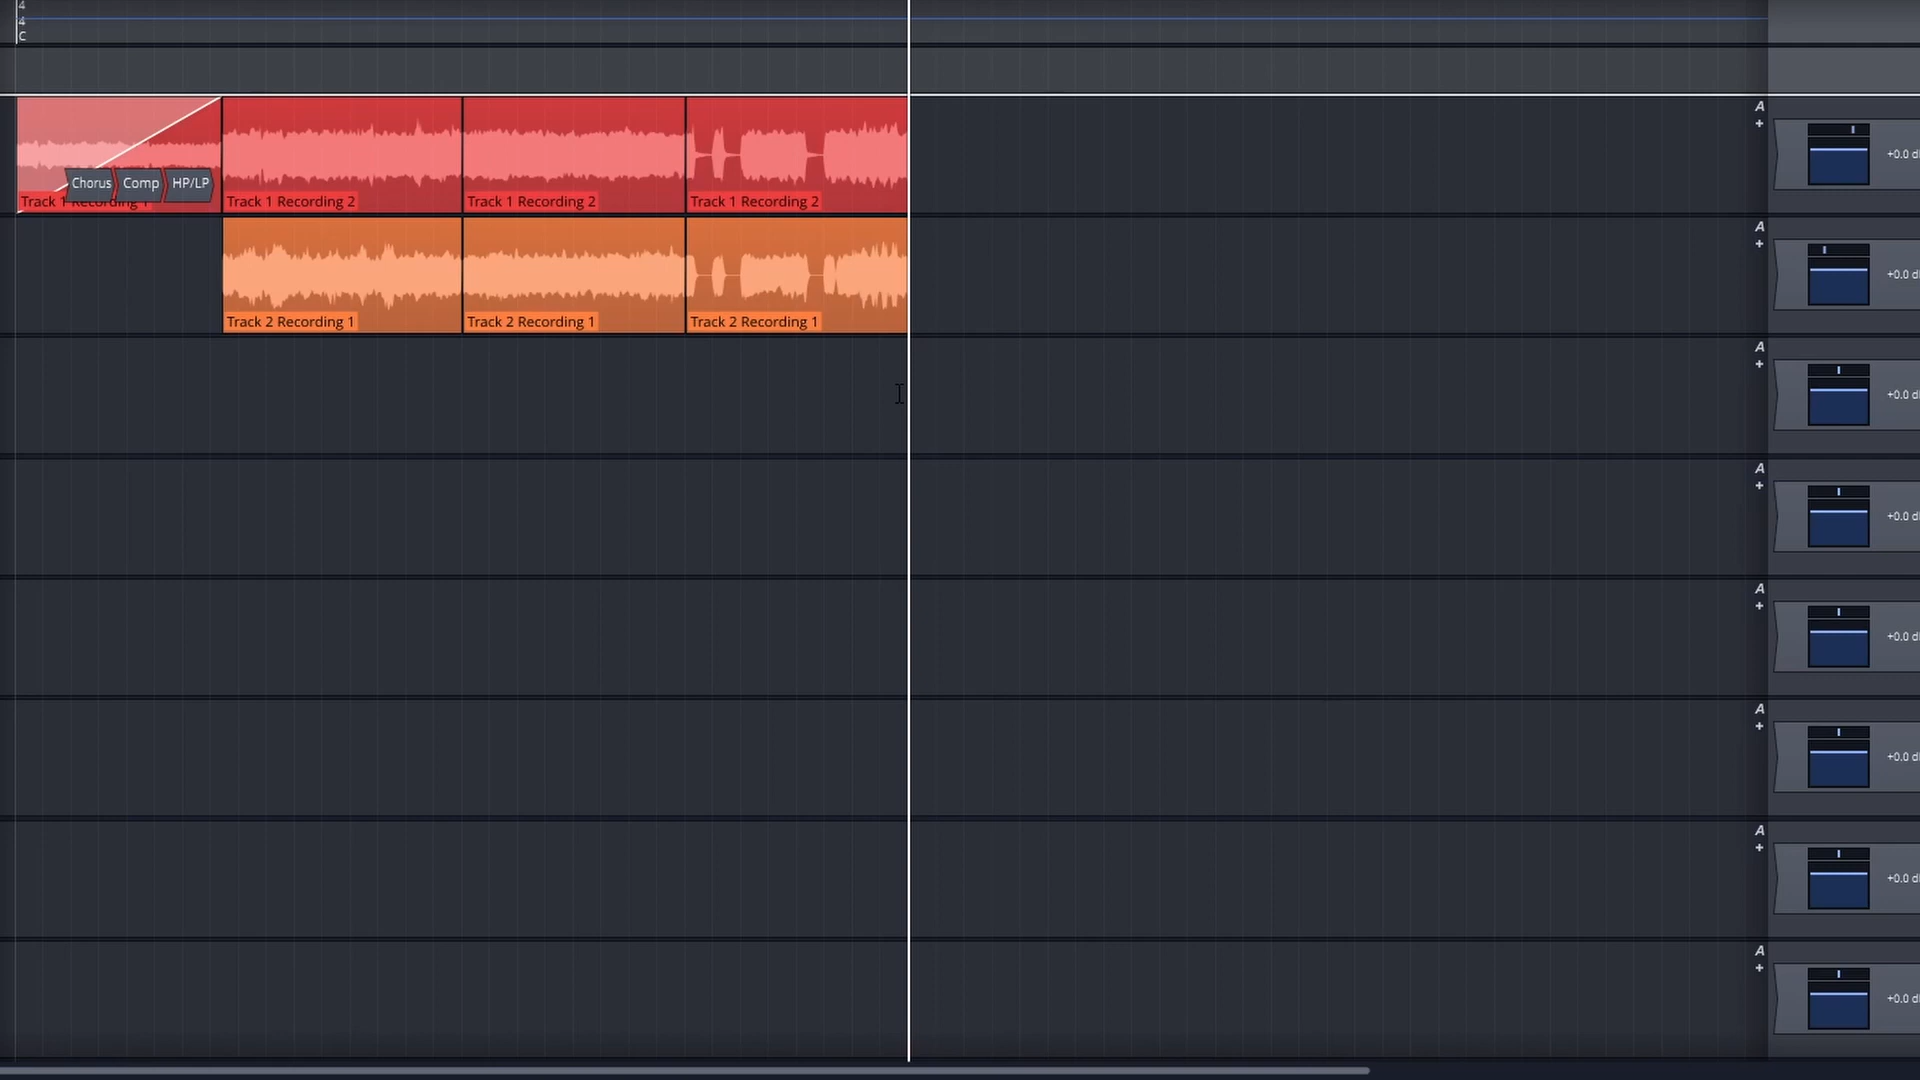 4
4
C
Chorus Comp HP/LP
Track 1 Recording 1 Track 1 Recording 2 Track 1 Recording 2 Track 1 Recording 2
A
+
+0.0 d
Track 2 Recording 1 Track 2 Recording 1 Track 2 Recording 1
A
+
+0.0 d
A
+
+0.0 d
A
+
+0.0 d
A
+
+0.0 d
A
+
+0.0 d
A
+
+0.0 d
A
+
+0.0 d